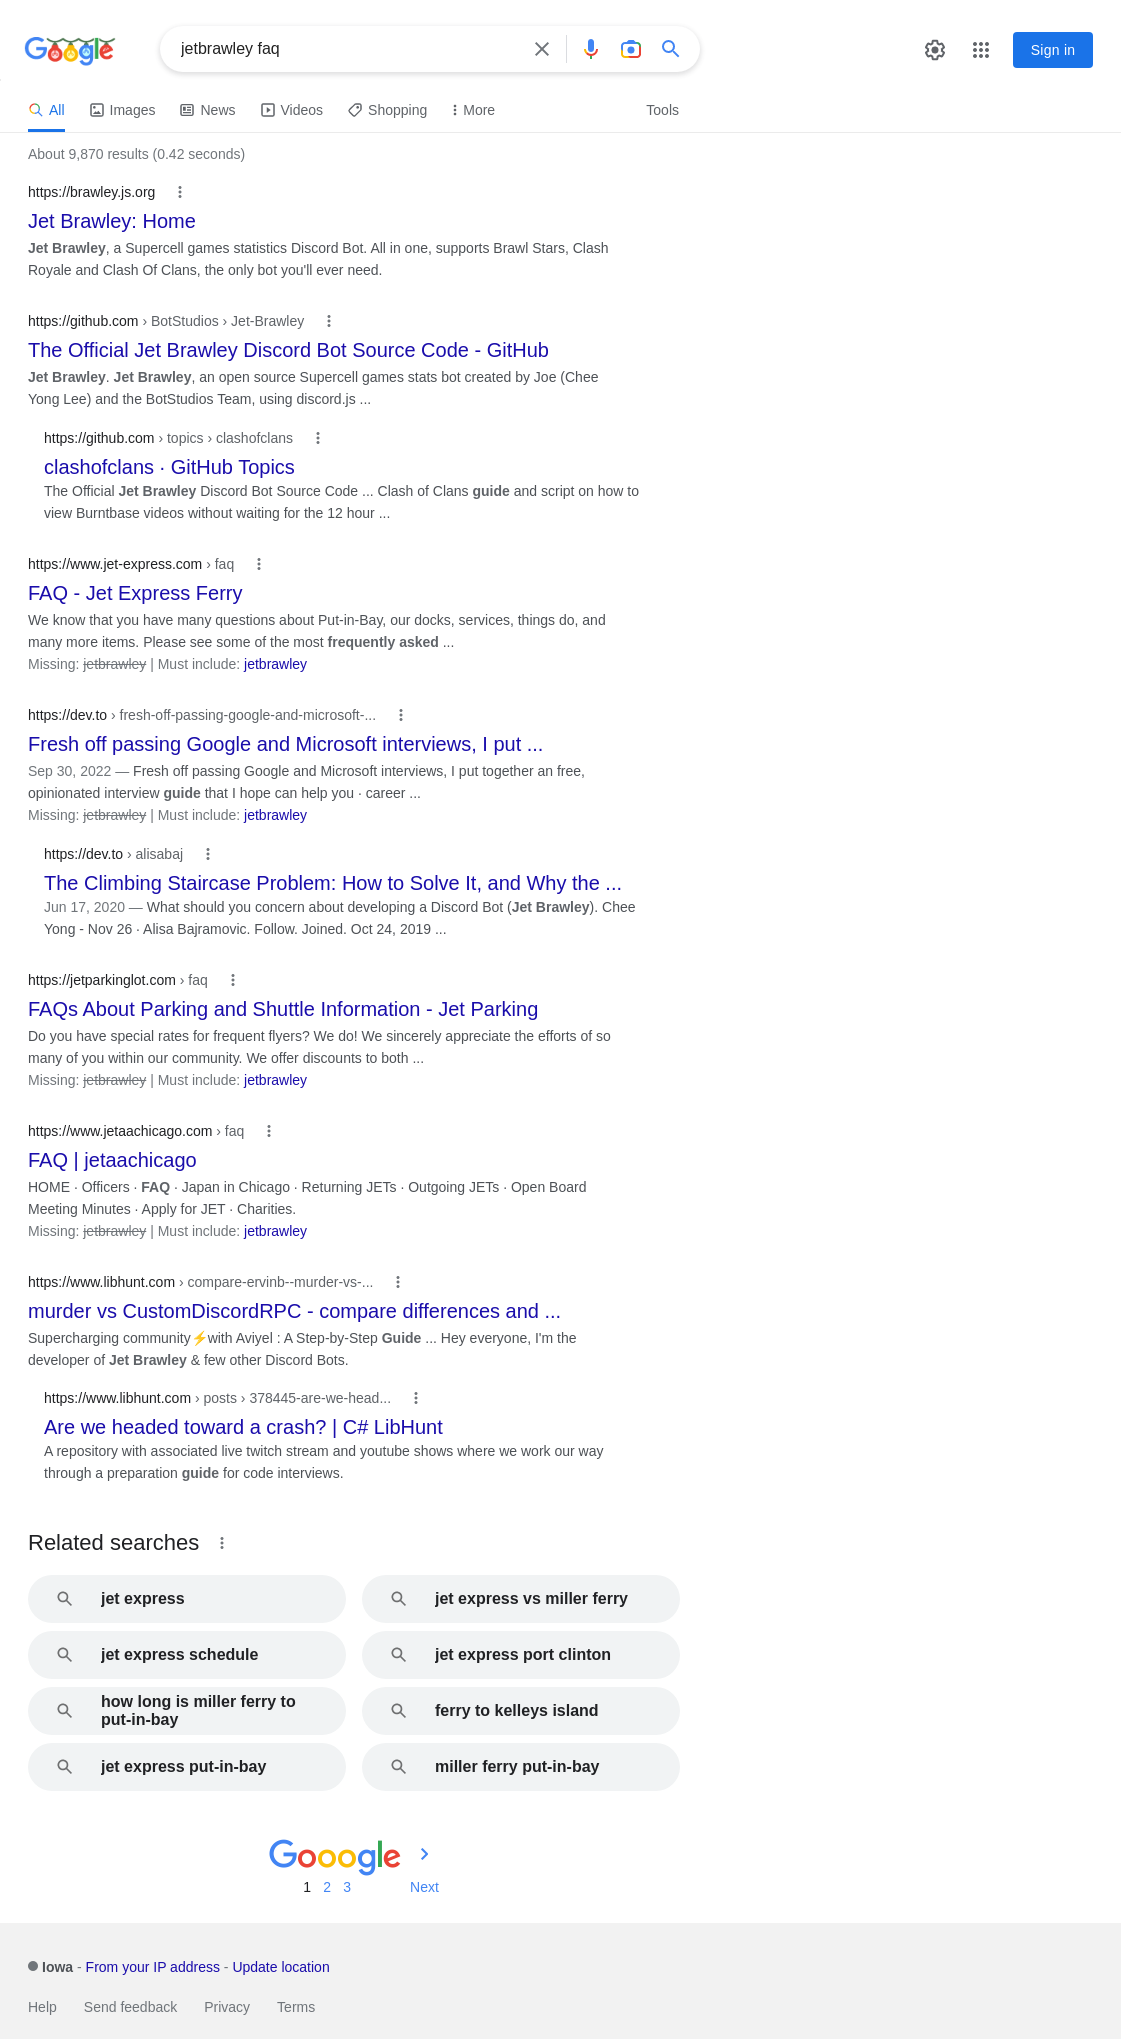 Google
jetbrawley faq
Sign in
All
Images
News
Videos
Shopping
More
Tools
About 9,870 results (0.42 seconds)
https://brawley.js.org
Jet Brawley: Home
Jet Brawley, a Supercell games statistics Discord Bot. All in one, supports Brawl Stars, Clash
Royale and Clash Of Clans, the only bot you'll ever need.
https://github.com › BotStudios › Jet-Brawley
The Official Jet Brawley Discord Bot Source Code - GitHub
Jet Brawley. Jet Brawley, an open source Supercell games stats bot created by Joe (Chee
Yong Lee) and the BotStudios Team, using discord.js ...
https://github.com › topics › clashofclans
clashofclans · GitHub Topics
The Official Jet Brawley Discord Bot Source Code ... Clash of Clans guide and script on how to
view Burntbase videos without waiting for the 12 hour ...
https://www.jet-express.com › faq
FAQ - Jet Express Ferry
We know that you have many questions about Put-in-Bay, our docks, services, things do, and
many more items. Please see some of the most frequently asked ...
Missing: jetbrawley | Must include: jetbrawley
https://dev.to › fresh-off-passing-google-and-microsoft-...
Fresh off passing Google and Microsoft interviews, I put ...
Sep 30, 2022 — Fresh off passing Google and Microsoft interviews, I put together an free,
opinionated interview guide that I hope can help you · career ...
Missing: jetbrawley | Must include: jetbrawley
https://dev.to › alisabaj
The Climbing Staircase Problem: How to Solve It, and Why the ...
Jun 17, 2020 — What should you concern about developing a Discord Bot (Jet Brawley). Chee
Yong - Nov 26 · Alisa Bajramovic. Follow. Joined. Oct 24, 2019 ...
https://jetparkinglot.com › faq
FAQs About Parking and Shuttle Information - Jet Parking
Do you have special rates for frequent flyers? We do! We sincerely appreciate the efforts of so
many of you within our community. We offer discounts to both ...
Missing: jetbrawley | Must include: jetbrawley
https://www.jetaachicago.com › faq
FAQ | jetaachicago
HOME · Officers · FAQ · Japan in Chicago · Returning JETs · Outgoing JETs · Open Board
Meeting Minutes · Apply for JET · Charities.
Missing: jetbrawley | Must include: jetbrawley
https://www.libhunt.com › compare-ervinb--murder-vs-...
murder vs CustomDiscordRPC - compare differences and ...
Supercharging community⚡with Aviyel : A Step-by-Step Guide ... Hey everyone, I'm the
developer of Jet Brawley & few other Discord Bots.
https://www.libhunt.com › posts › 378445-are-we-head...
Are we headed toward a crash? | C# LibHunt
A repository with associated live twitch stream and youtube shows where we work our way
through a preparation guide for code interviews.
Related searches
jet express
jet express vs miller ferry
jet express schedule
jet express port clinton
how long is miller ferry to
put-in-bay
ferry to kelleys island
jet express put-in-bay
miller ferry put-in-bay
Gooogle
1 2 3 Next
Iowa - From your IP address - Update location
Help Send feedback Privacy Terms